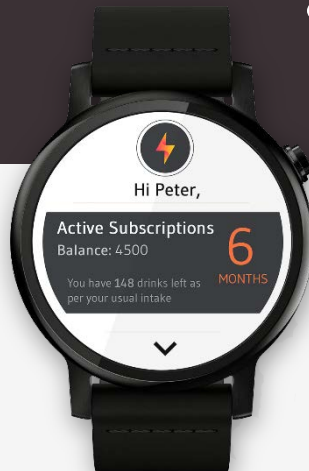 Hi Peter,
Active Subscriptions
Balance: 4500
6
MONTHS
You have 148 drinks left as
per your usual intake